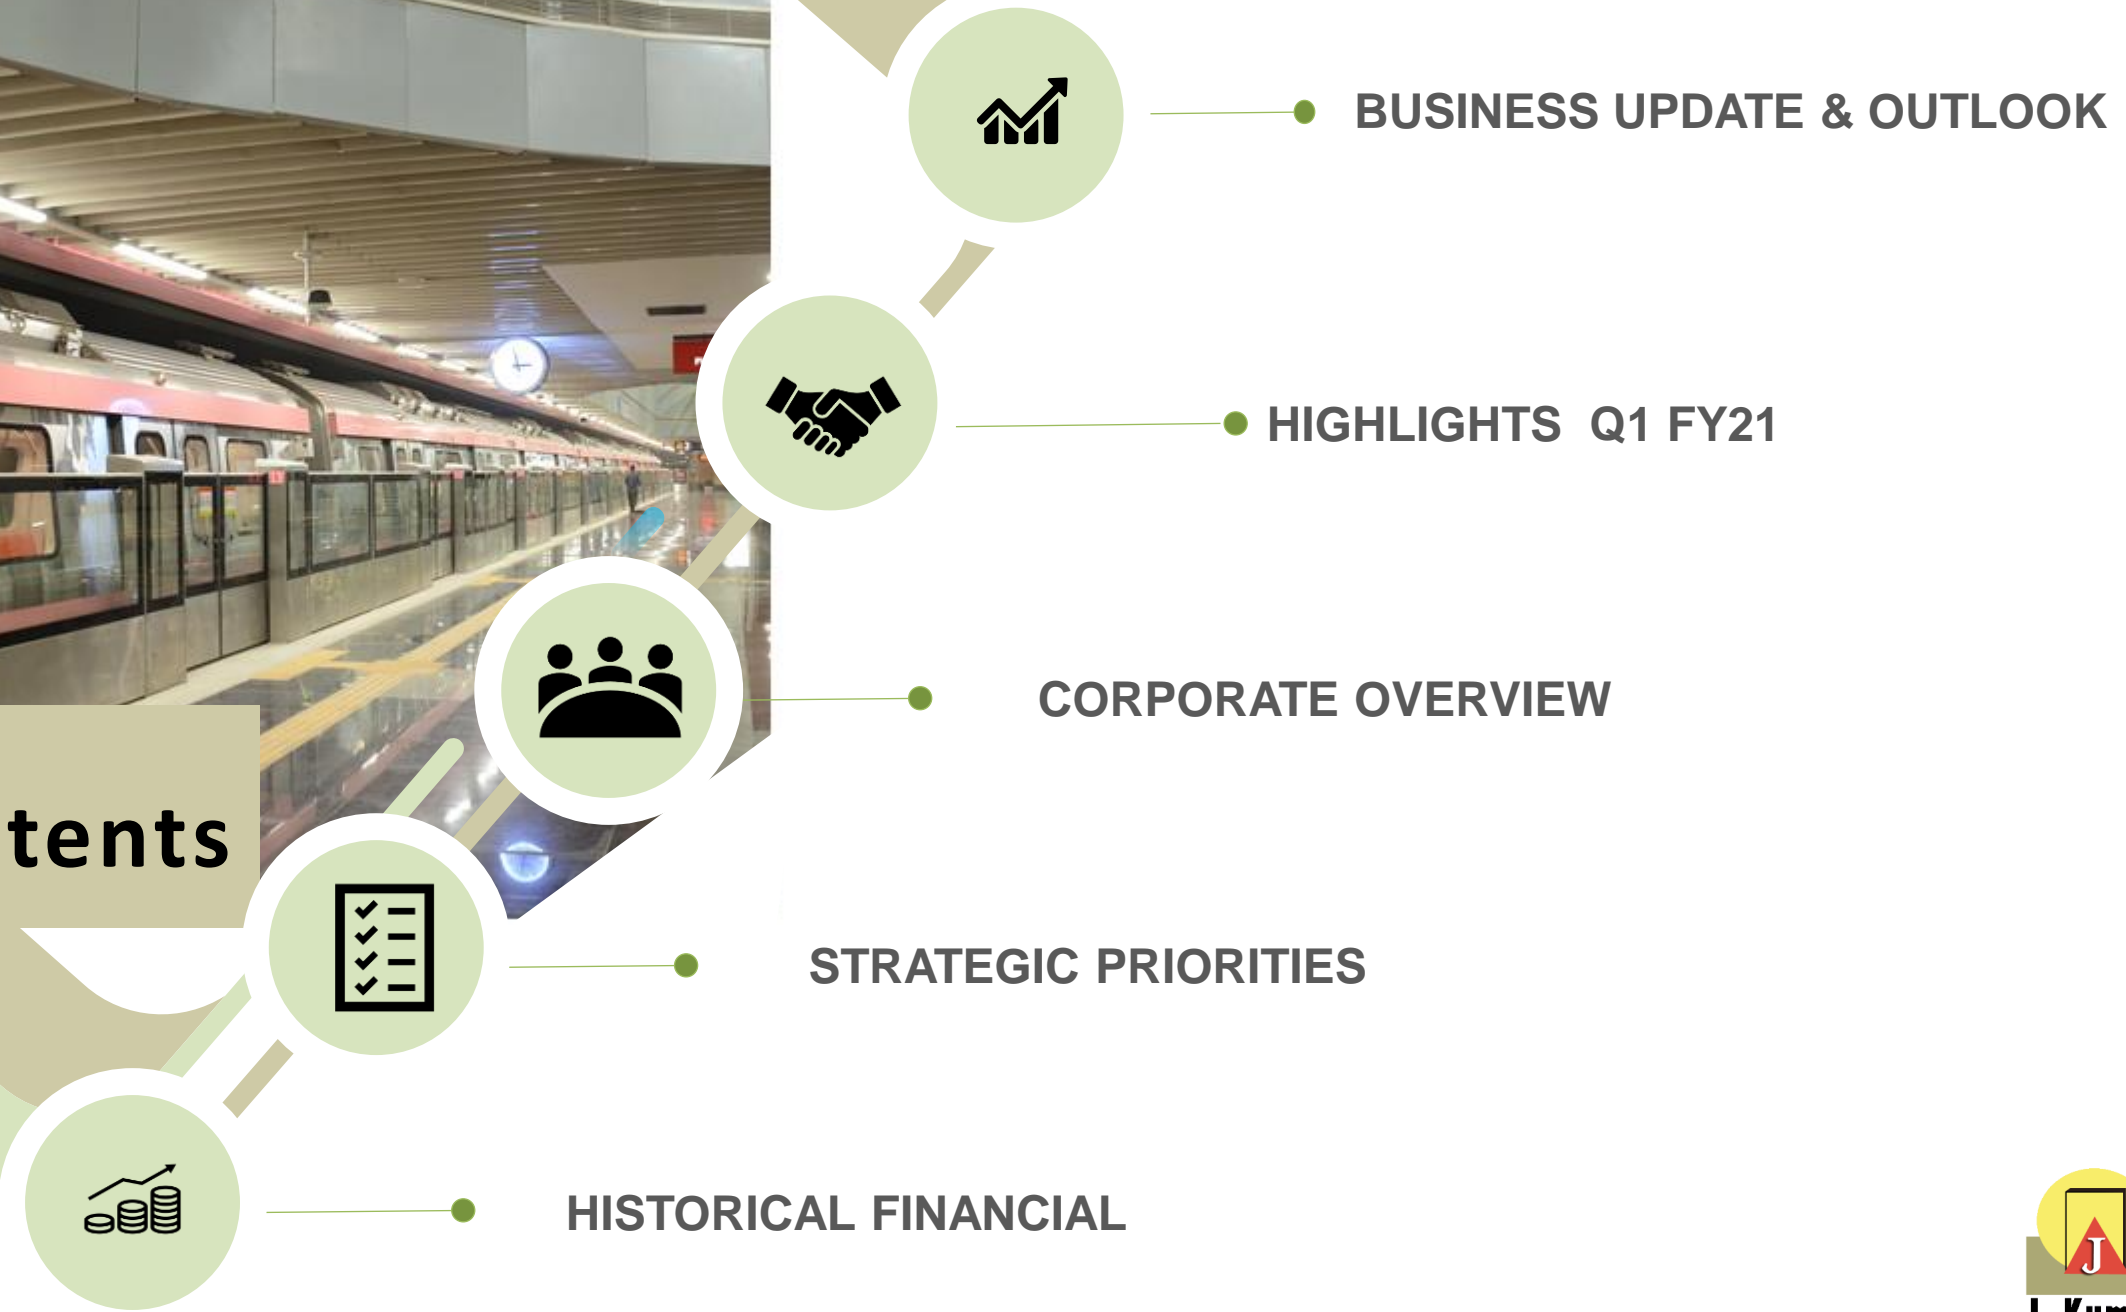 BUSINESS UPDATE & OUTLOOK
HIGHLIGHTS Q1 FY21
CORPORATE OVERVIEW
tents
STRATEGIC PRIORITIES
HISTORICAL FINANCIAL
J